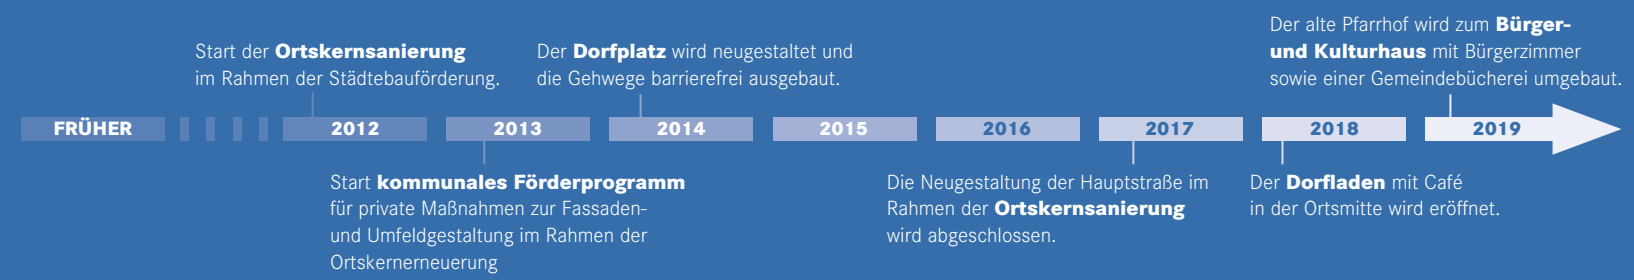 Der alte Pfarrhof wird zum Bürger-
und Kulturhaus mit Bürgerzimmer
sowie einer Gemeindebücherei umgebaut.
Start der Ortskernsanierung
im Rahmen der Städtebauförderung.
Der Dorfplatz wird neugestaltet und
die Gehwege barrierefrei ausgebaut.
FRÜHER 2012 2013 2014 2015 2016 2017 2018 2019
Start kommunales Förderprogramm
für private Maßnahmen zur Fassaden-
und Umfeldgestaltung im Rahmen der
Ortskernerneuerung
Die Neugestaltung der Hauptstraße im
Rahmen der Ortskernsanierung
wird abgeschlossen.
Der Dorfladen mit Café
in der Ortsmitte wird eröffnet.